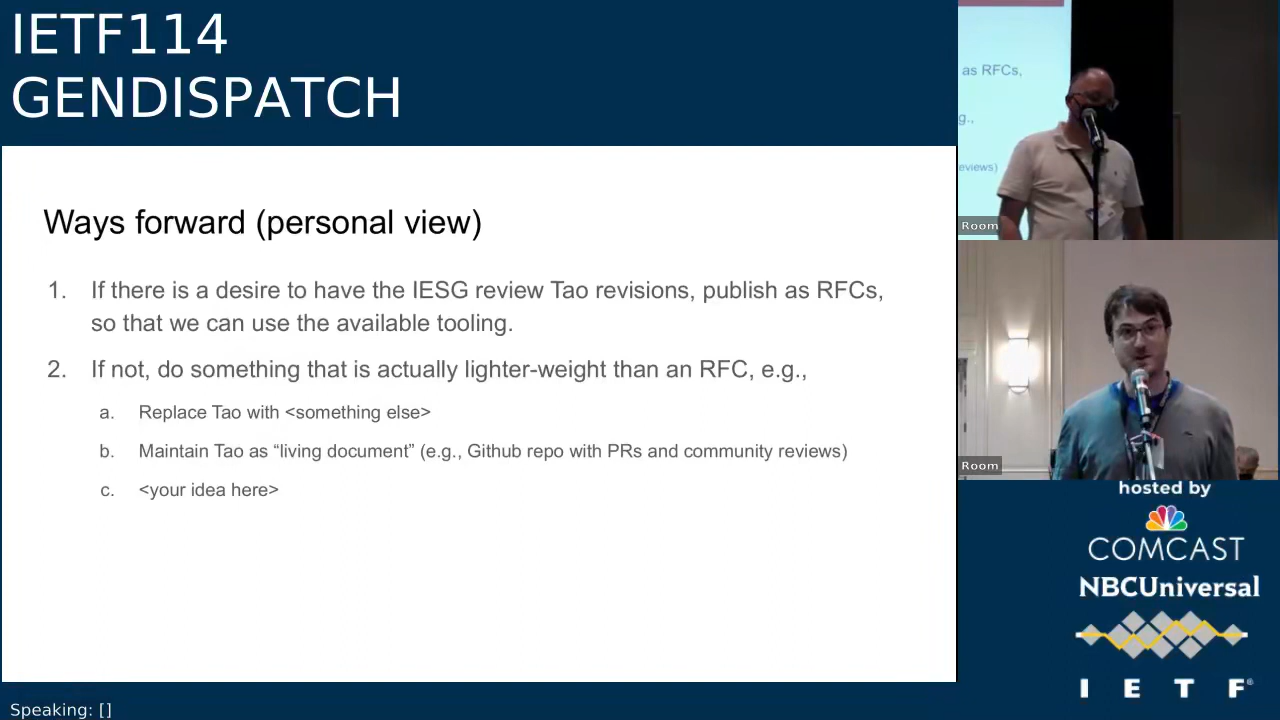 IETF114
GENDISPATCH
Ways forward (personal view)
1. If there is a desire to have the IESG review Tao revisions, publish as RFCs,
so that we can use the available tooling.
2. If not, do something that is actually lighter-weight than an RFC, e.g.,
a. Replace Tao with <something else>
b. Maintain Tao as “living document” (e.g., Github repo with PRs and community reviews)
c. <your idea here>
Speaking: []
as RFCs,
g.,
eviews)
Room
Room
hosted by
COMCAST
NBCUniversal
I E T F®